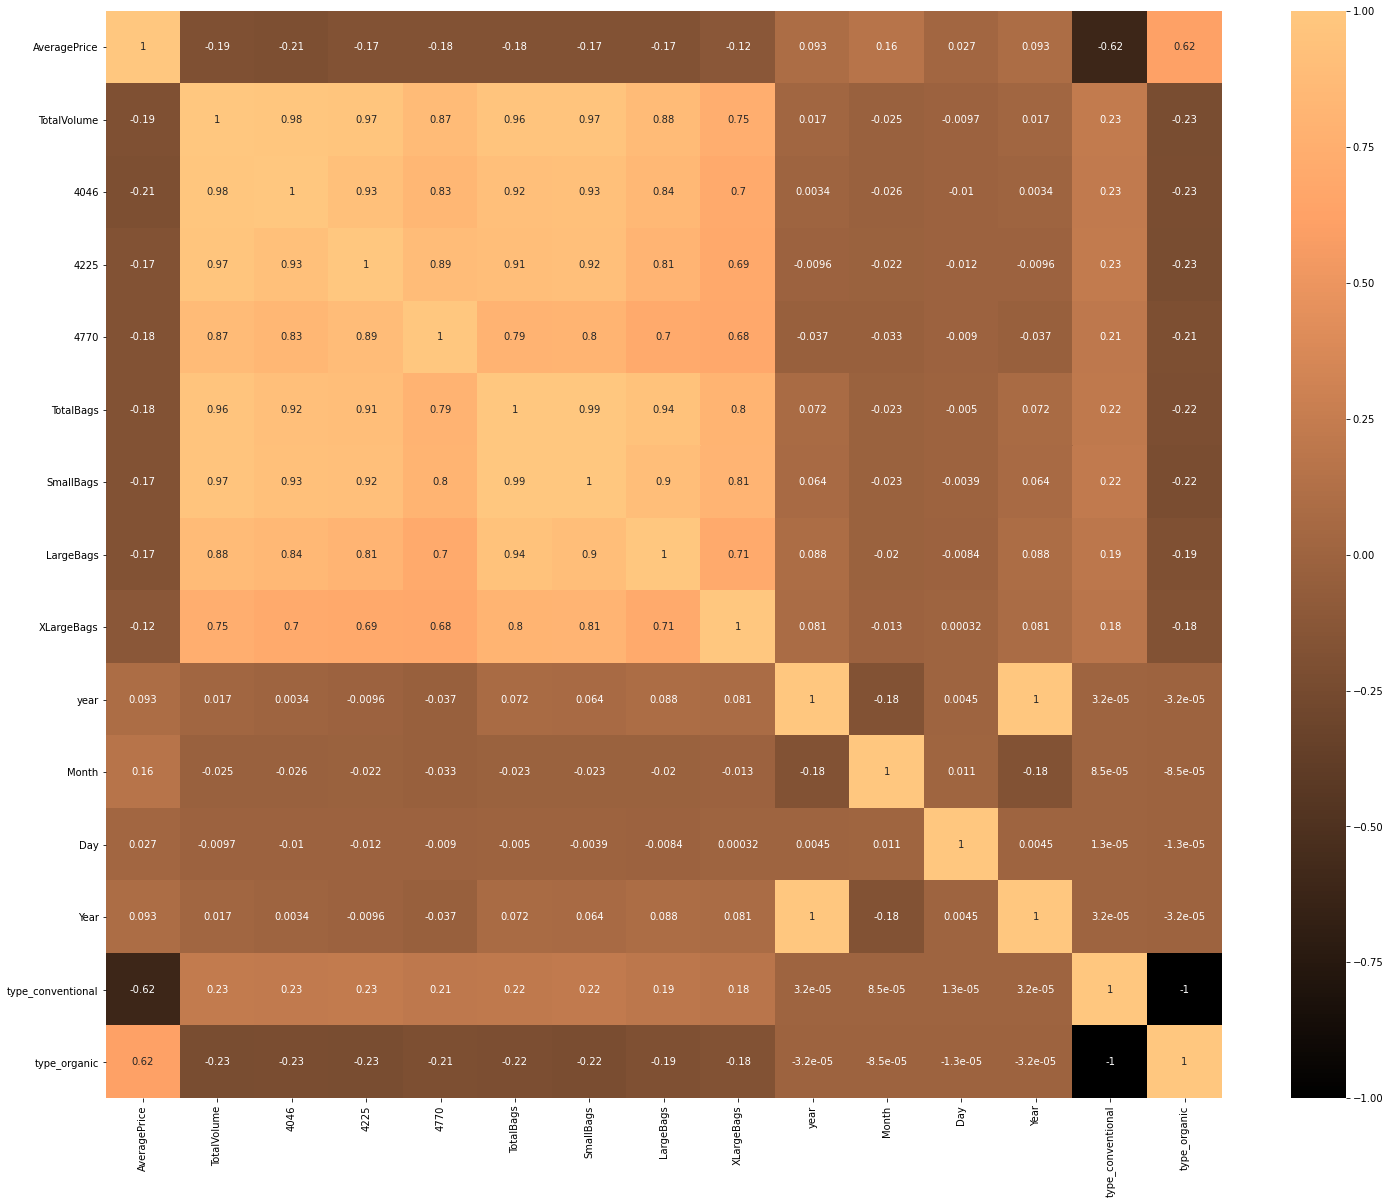 AveragePrice 1 -0.19 -0.21 -0.17 -0.18 -0.18 -0.17 -0.17 -0.12 0.093 0.16 0.027 0.093 -0.62 0.62
TotalVolume -0.19 1 0.98 0.97 0.87 0.96 0.97 0.88 0.75 0.017 -0.025 -0.0097 0.017 0.23 -0.23
4046 -0.21 0.98 1 0.93 0.83 0.92 0.93 0.84 0.7 0.0034 -0.026 -0.01 0.0034 0.23 -0.23
4225 -0.17 0.97 0.93 1 0.89 0.91 0.92 0.81 0.69 -0.0096 -0.022 -0.012 -0.0096 0.23 -0.23
4770 -0.18 0.87 0.83 0.89 1 0.79 0.8 0.7 0.68 -0.037 -0.033 -0.009 -0.037 0.21 -0.21
TotalBags -0.18 0.96 0.92 0.91 0.79 1 0.99 0.94 0.8 0.072 -0.023 -0.005 0.072 0.22 -0.22
SmallBags -0.17 0.97 0.93 0.92 0.8 0.99 1 0.9 0.81 0.064 -0.023 -0.0039 0.064 0.22 -0.22
LargeBags -0.17 0.88 0.84 0.81 0.7 0.94 0.9 1 0.71 0.088 -0.02 -0.0084 0.088 0.19 -0.19
XLargeBags -0.12 0.75 0.7 0.69 0.68 0.8 0.81 0.71 1 0.081 -0.013 0.00032 0.081 0.18 -0.18
year 0.093 0.017 0.0034 -0.0096 -0.037 0.072 0.064 0.088 0.081 1 -0.18 0.0045 1 3.2e-05 -3.2e-05
Month 0.16 -0.025 -0.026 -0.022 -0.033 -0.023 -0.023 -0.02 -0.013 -0.18 1 0.011 -0.18 8.5e-05 -8.5e-05
Day 0.027 -0.0097 -0.01 -0.012 -0.009 -0.005 -0.0039 -0.0084 0.00032 0.0045 0.011 1 0.0045 1.3e-05 -1.3e-05
Year 0.093 0.017 0.0034 -0.0096 -0.037 0.072 0.064 0.088 0.081 1 -0.18 0.0045 1 3.2e-05 -3.2e-05
type_conventional -0.62 0.23 0.23 0.23 0.21 0.22 0.22 0.19 0.18 3.2e-05 8.5e-05 1.3e-05 3.2e-05 1 -1
type_organic 0.62 -0.23 -0.23 -0.23 -0.21 -0.22 -0.22 -0.19 -0.18 -3.2e-05 -8.5e-05 -1.3e-05 -3.2e-05 -1 1
AveragePrice
TotalVolume
4046
4225
4770
TotalBags
SmallBags
LargeBags
XLargeBags
year
Month
Day
Year
type_conventional
type_organic
1.00
0.75
0.50
0.25
0.00
−0.25
−0.50
−0.75
−1.00